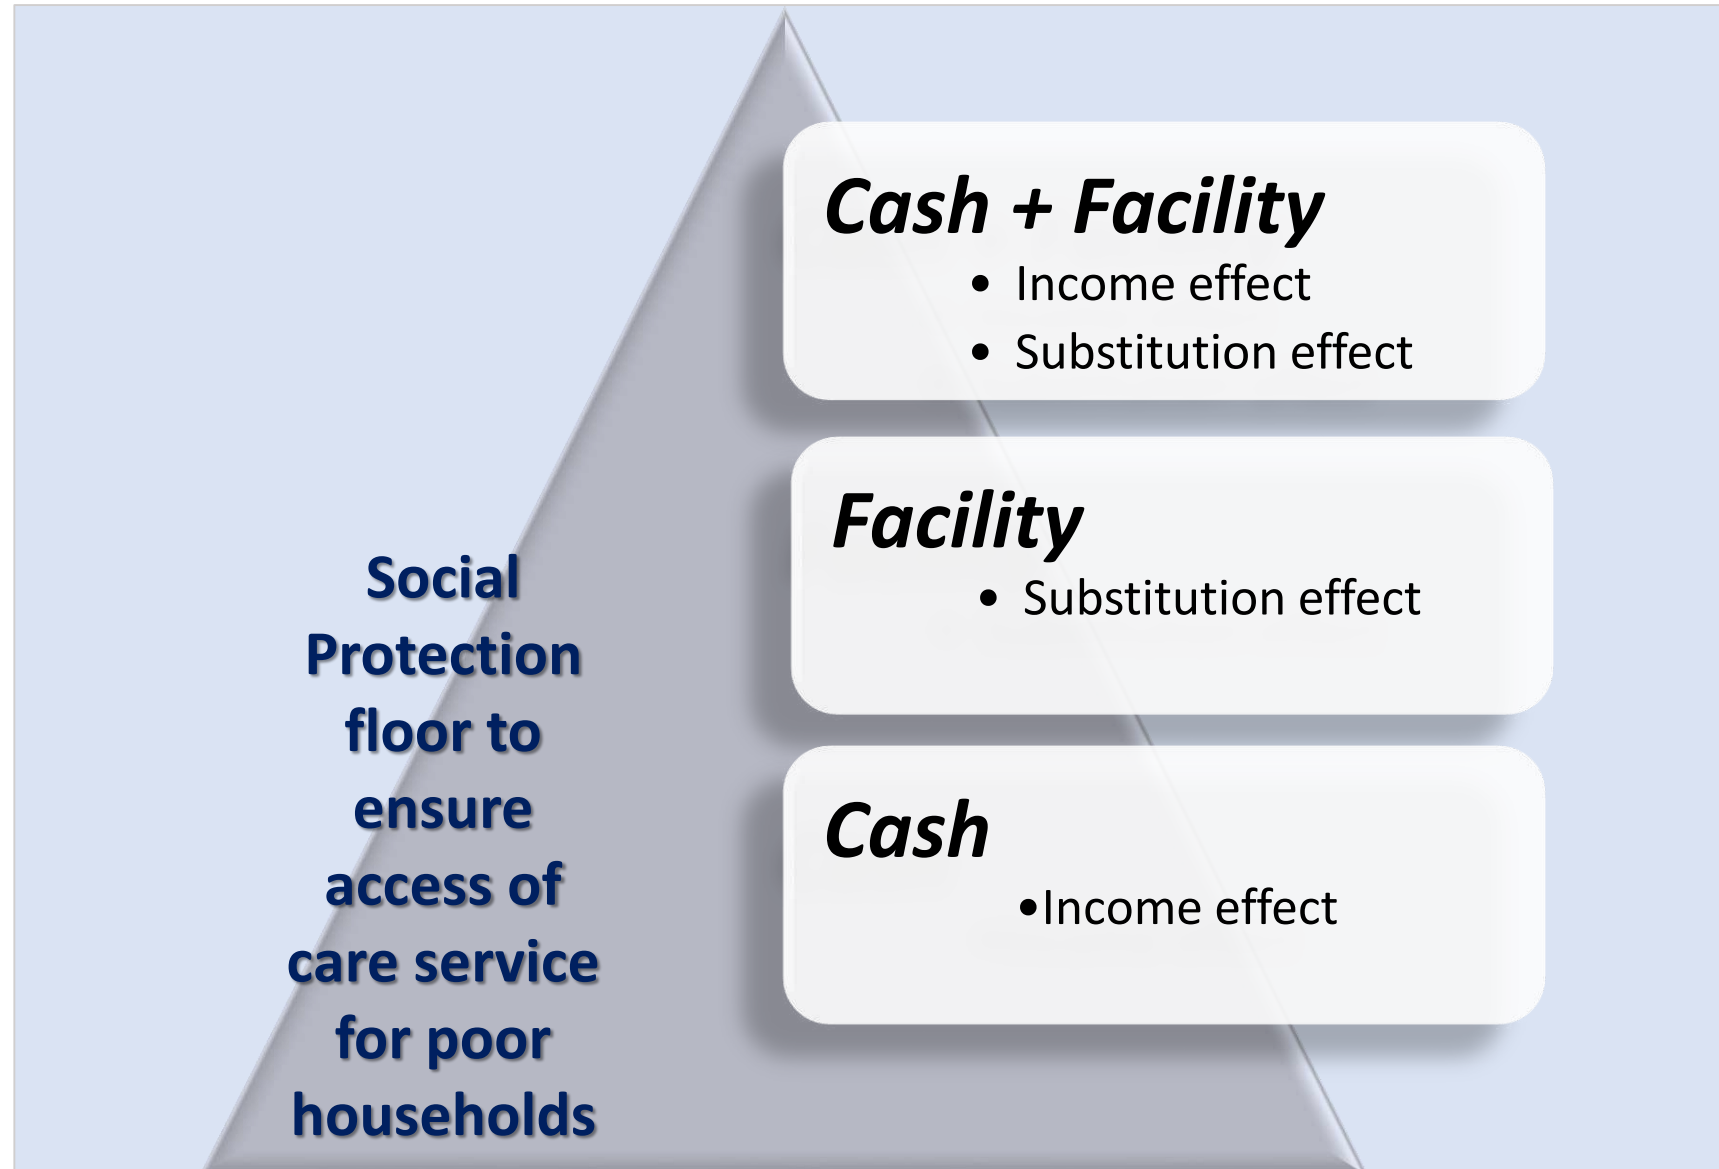 Cash + Facility
• Income effect
• Substitution effect
Facility
• Substitution effect
Cash
•Income effect
Social
Protection
floor to
ensure
access of
care service
for poor
households